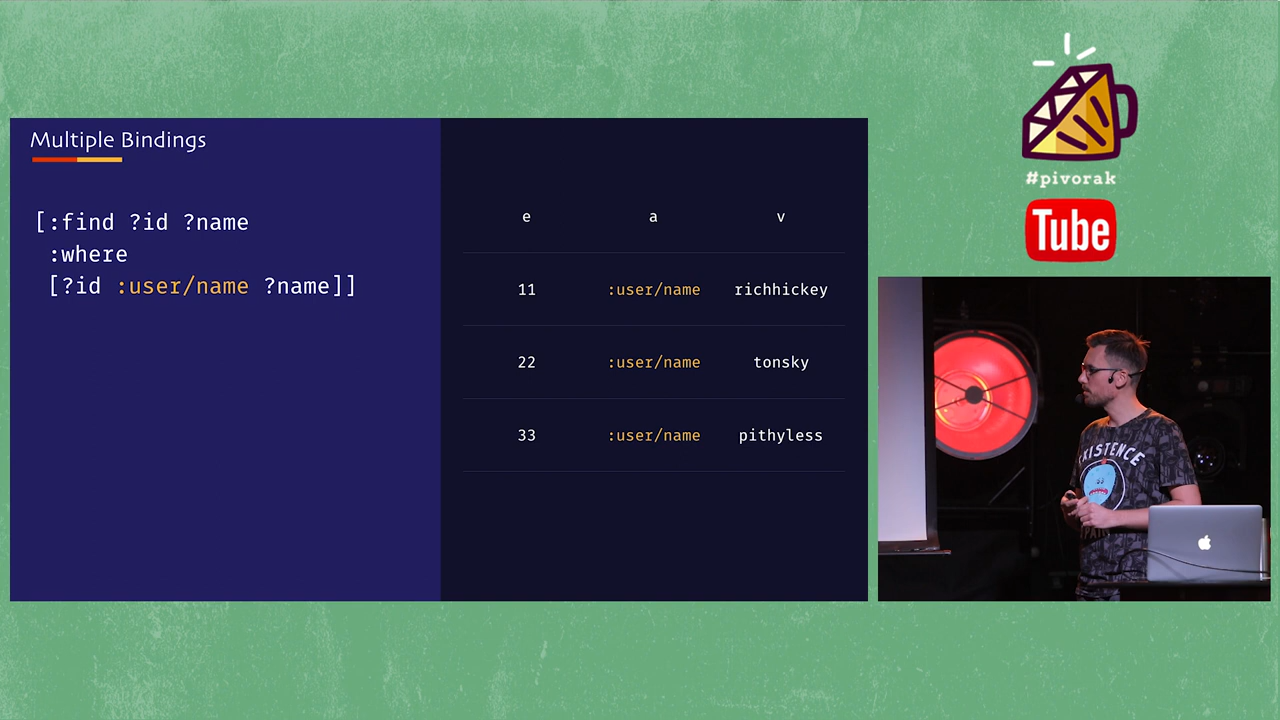 Multiple Bindings
[:find ?id ?name
:where
[?id :user/name ?name]]
e a v
11 :user/name richhickey
22 :user/name tonsky
33 :user/name pithyless
#pivorak
Tube
EXISTENCE
PAIN